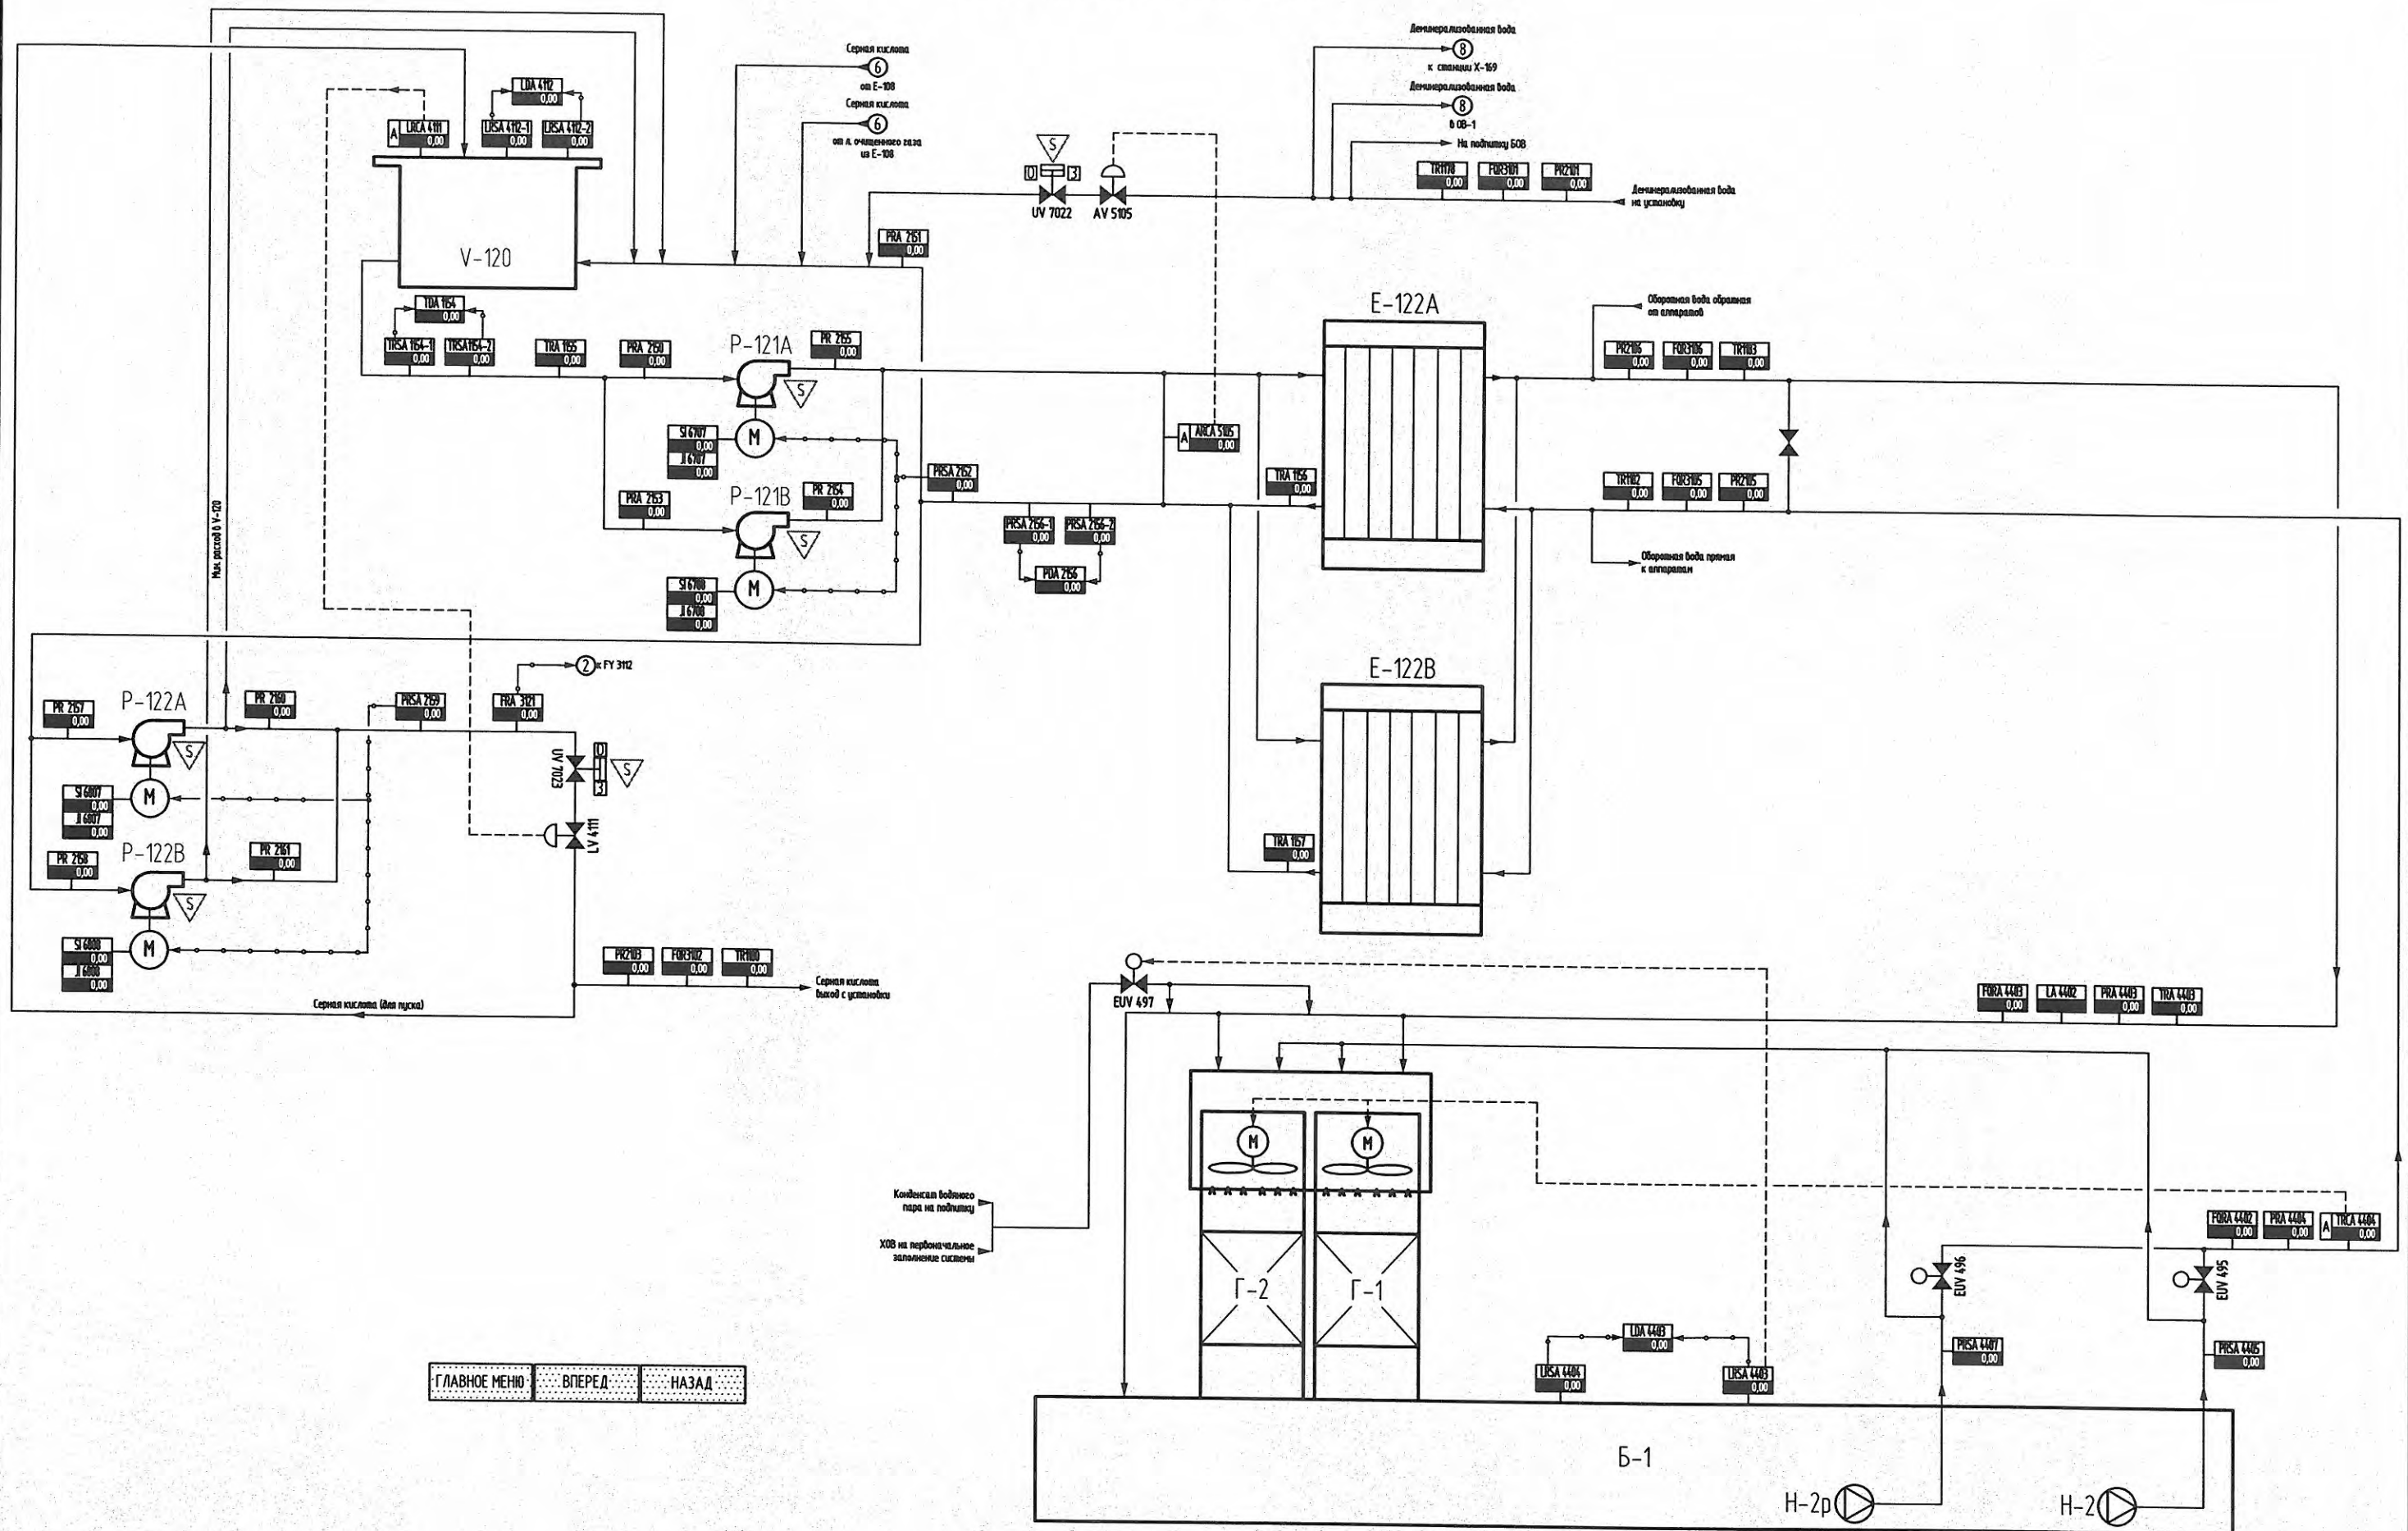 Серная кислота
6
от Е-108
Серная кислота
6
от л. очищенного газа
из Е-108
Деминерализованная вода
8
к станции Х-169
Деминерализованная вода
8
в ОВ-1
На подпитку БОВ
Деминерализованная вода
на установку
LDA 4112
0,00
A
LRCA 4111
0,00
LRSA 4112-1
0,00
LRSA 4112-2
0,00
V-120
S
О
З
UV 7022
AV 5105
TR1178
0,00
FQR3101
0,00
PR2101
0,00
PRA 2151
0,00
TDA 1154
0,00
TRSA 1154-1
0,00
TRSA1154-2
0,00
TRA 1155
0,00
PRA 2150
0,00
P-121A
PR 2155
0,00
S
M
SI 6707
0,00
JI 6707
0,00
PRA 2153
0,00
P-121B
PR 2154
0,00
S
M
SI 6708
0,00
JI 6708
0,00
PRSA 2152
0,00
PRSA 2156-1
0,00
PRSA 2156-2
0,00
PDA 2156
0,00
A
ARCA 5105
0,00
TRA 1156
0,00
E-122A
Оборотная вода обратная
от аппаратов
PR2106
0,00
FQR3106
0,00
TR1103
0,00
TR1102
0,00
FQR3105
0,00
PR2105
0,00
Оборотная вода прямая
к аппаратам
E-122B
TRA 1157
0,00
Мин. расход в V-120
2
к FY 3112
PR 2157
0,00
P-122A
PR 2160
0,00
PRSA 2159
0,00
FRA 3121
0,00
S
M
SI 6807
0,00
JI 6807
0,00
UV 7023
О
З
S
LV 4111
PR 2158
0,00
P-122B
PR 2161
0,00
S
M
SI 6808
0,00
JI 6808
0,00
PR2103
0,00
FQR3102
0,00
TR1100
0,00
Серная кислота
выход с установки
Серная кислота (для пуска)
EUV 497
FQRA 4403
0,00
LA 4402
PRA 4403
0,00
TRA 4403
0,00
M
M
Конденсат водяного
пара на подпитку
ХОВ на первоначальное
заполнение системы
Г-2
Г-1
FQRA 4402
0,00
PRA 4404
0,00
A
TRCA 4404
0,00
EUV 496
EUV 495
LDA 4403
0,00
LRSA 4404
0,00
LRSA 4403
0,00
PRSA 4407
0,00
PRSA 4405
0,00
ГЛАВНОЕ МЕНЮ
ВПЕРЕД
НАЗАД
Б-1
Н-2р
Н-2